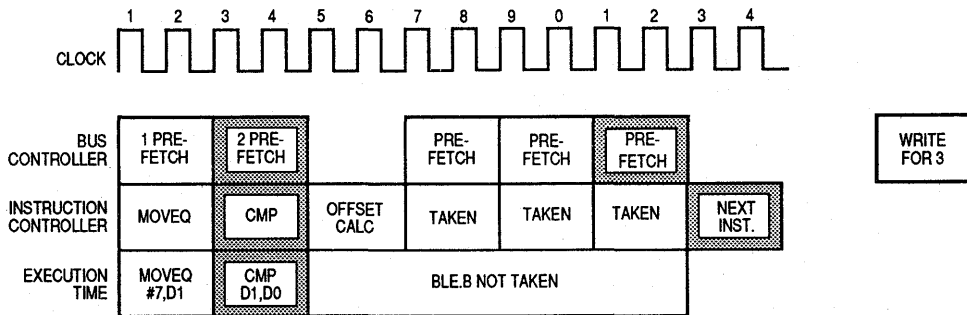 1 2 3 4 5 6 7 8 9 0 1 2 3 4
CLOCK
BUS
CONTROLLER
1 PRE-
FETCH
2 PRE-
FETCH
PRE-
FETCH
PRE-
FETCH
PRE-
FETCH
WRITE
FOR 3
INSTRUCTION
CONTROLLER
MOVEQ
CMP
OFFSET
CALC
TAKEN
TAKEN
TAKEN
NEXT
INST.
EXECUTION
TIME
MOVEQ
#7,D1
CMP
D1,D0
BLE.B NOT TAKEN